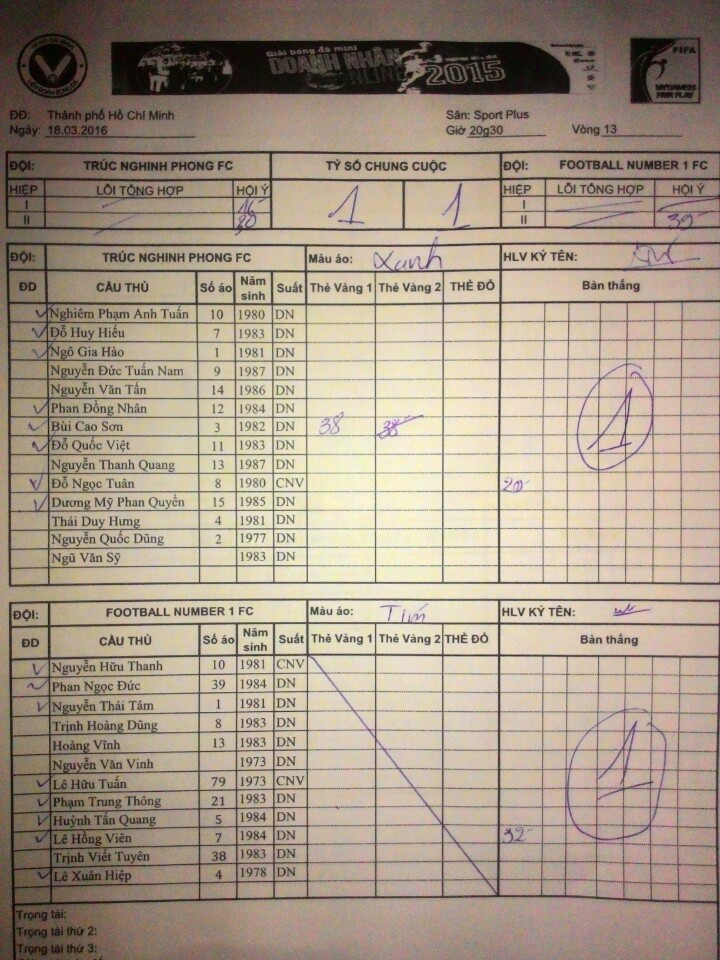 Giải bóng đá mini
DOANH NHÂN
ONLINE 2015
FIFA
MY GAME IS
FAIR PLAY
ĐĐ: Thành phố Hồ Chí Minh Sân: Sport Plus
Ngày: 18.03.2016 Giờ 20g30 Vòng 13
ĐỘI: TRÚC NGHINH PHONG FC TỶ SỐ CHUNG CUỘC ĐỘI: FOOTBALL NUMBER 1 FC
HIỆP LỖI TỔNG HỢP HỘI Ý 1 1 HIỆP LỖI TỔNG HỢP HỘI Ý
I 16 I
II 38 II 39
ĐỘI: TRÚC NGHINH PHONG FC Màu áo: Xanh HLV KÝ TÊN:
ĐD CẦU THỦ Số áo Năm sinh Suất Thẻ Vàng 1 Thẻ Vàng 2 THẺ ĐỎ Bàn thắng
Nghiêm Phạm Anh Tuấn 10 1980 DN
Đỗ Huy Hiếu 7 1983 DN
Ngô Gia Hào 1 1981 DN
Nguyễn Đức Tuấn Nam 9 1987 DN
Nguyễn Văn Tấn 14 1986 DN
Phan Đồng Nhân 12 1984 DN 1
Bùi Cao Sơn 3 1982 DN 38 38
Đỗ Quốc Việt 11 1983 DN
Nguyễn Thanh Quang 13 1987 DN
Đỗ Ngọc Tuân 8 1980 CNV 20
Dương Mỹ Phan Quyền 15 1985 DN
Thái Duy Hưng 4 1981 DN
Nguyễn Quốc Dũng 2 1977 DN
Ngũ Văn Sỹ 1983 DN
ĐỘI: FOOTBALL NUMBER 1 FC Màu áo: Tím HLV KÝ TÊN:
ĐD CẦU THỦ Số áo Năm sinh Suất Thẻ Vàng 1 Thẻ Vàng 2 THẺ ĐỎ Bàn thắng
Nguyễn Hữu Thanh 10 1981 CNV
Phan Ngọc Đức 39 1984 DN
Nguyễn Thái Tâm 1 1981 DN
Trịnh Hoàng Dũng 8 1983 DN
Hoàng Vĩnh 13 1983 DN
Nguyễn Văn Vinh 1973 DN 1
Lê Hữu Tuấn 79 1973 CNV
Phạm Trung Thông 21 1983 DN
Huỳnh Tấn Quang 5 1984 DN
Lê Hồng Viên 7 1984 DN 32
Trịnh Viết Tuyên 38 1983 DN
Lê Xuân Hiệp 4 1978 DN
Trọng tài:
Trọng tài thứ 2:
Trọng tài thứ 3: